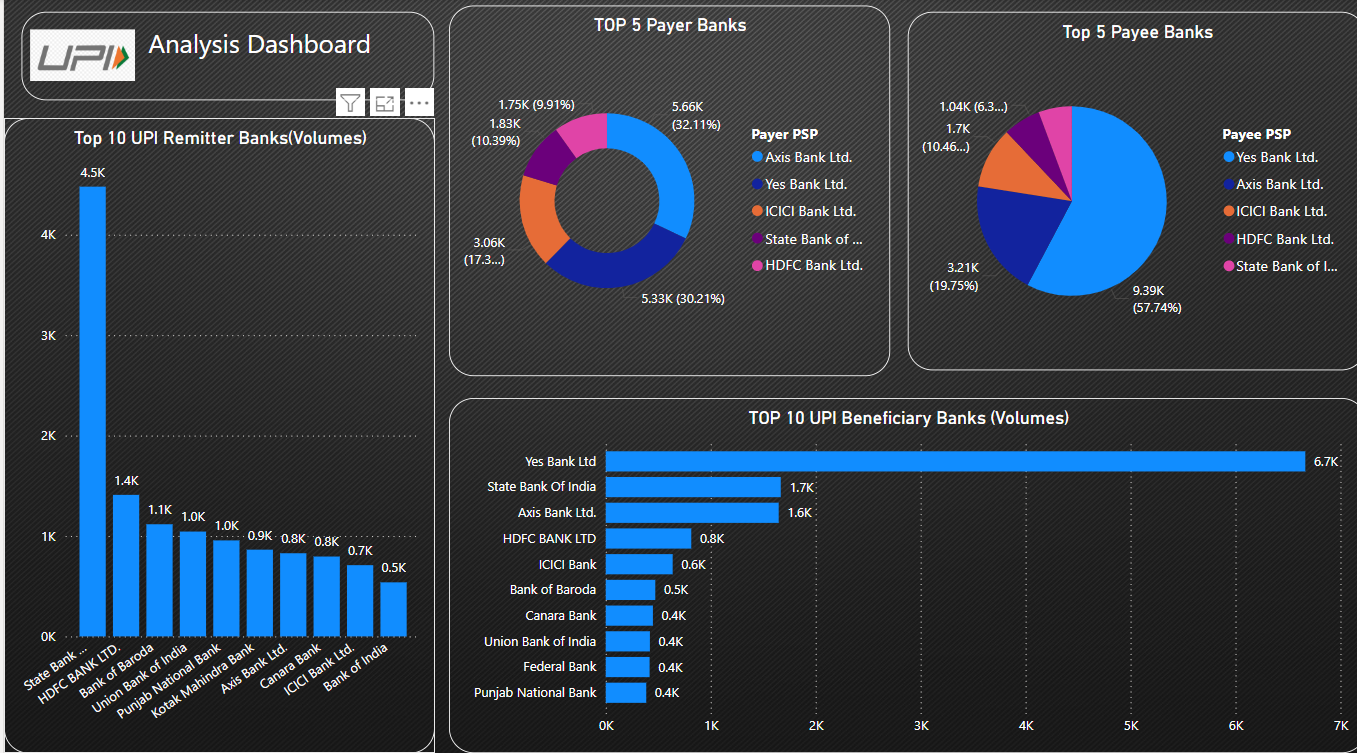 UPI
Analysis Dashboard
Top 10 UPI Remitter Banks(Volumes)
4.5K
4K
3K
2K
1K
0K
1.4K
1.1K
1.0K
1.0K
0.9K
0.8K
0.8K
0.7K
0.5K
State Bank ...
HDFC BANK LTD.
Bank of Baroda
Union Bank of India
Punjab National Bank
Kotak Mahindra Bank
Axis Bank Ltd.
Canara Bank
ICICI Bank Ltd.
Bank of India
TOP 5 Payer Banks
1.75K (9.91%)
1.83K
(10.39%)
3.06K
(17.3...)
5.66K
(32.11%)
5.33K (30.21%)
Payer PSP
Axis Bank Ltd.
Yes Bank Ltd.
ICICI Bank Ltd.
State Bank of ...
HDFC Bank Ltd.
Top 5 Payee Banks
1.04K (6.3...)
1.7K
(10.46...)
3.21K
(19.75%)
9.39K
(57.74%)
Payee PSP
Yes Bank Ltd.
Axis Bank Ltd.
ICICI Bank Ltd.
HDFC Bank Ltd.
State Bank of I...
TOP 10 UPI Beneficiary Banks (Volumes)
Yes Bank Ltd 6.7K
State Bank Of India 1.7K
Axis Bank Ltd. 1.6K
HDFC BANK LTD 0.8K
ICICI Bank 0.6K
Bank of Baroda 0.5K
Canara Bank 0.4K
Union Bank of India 0.4K
Federal Bank 0.4K
Punjab National Bank 0.4K
0K 1K 2K 3K 4K 5K 6K 7K